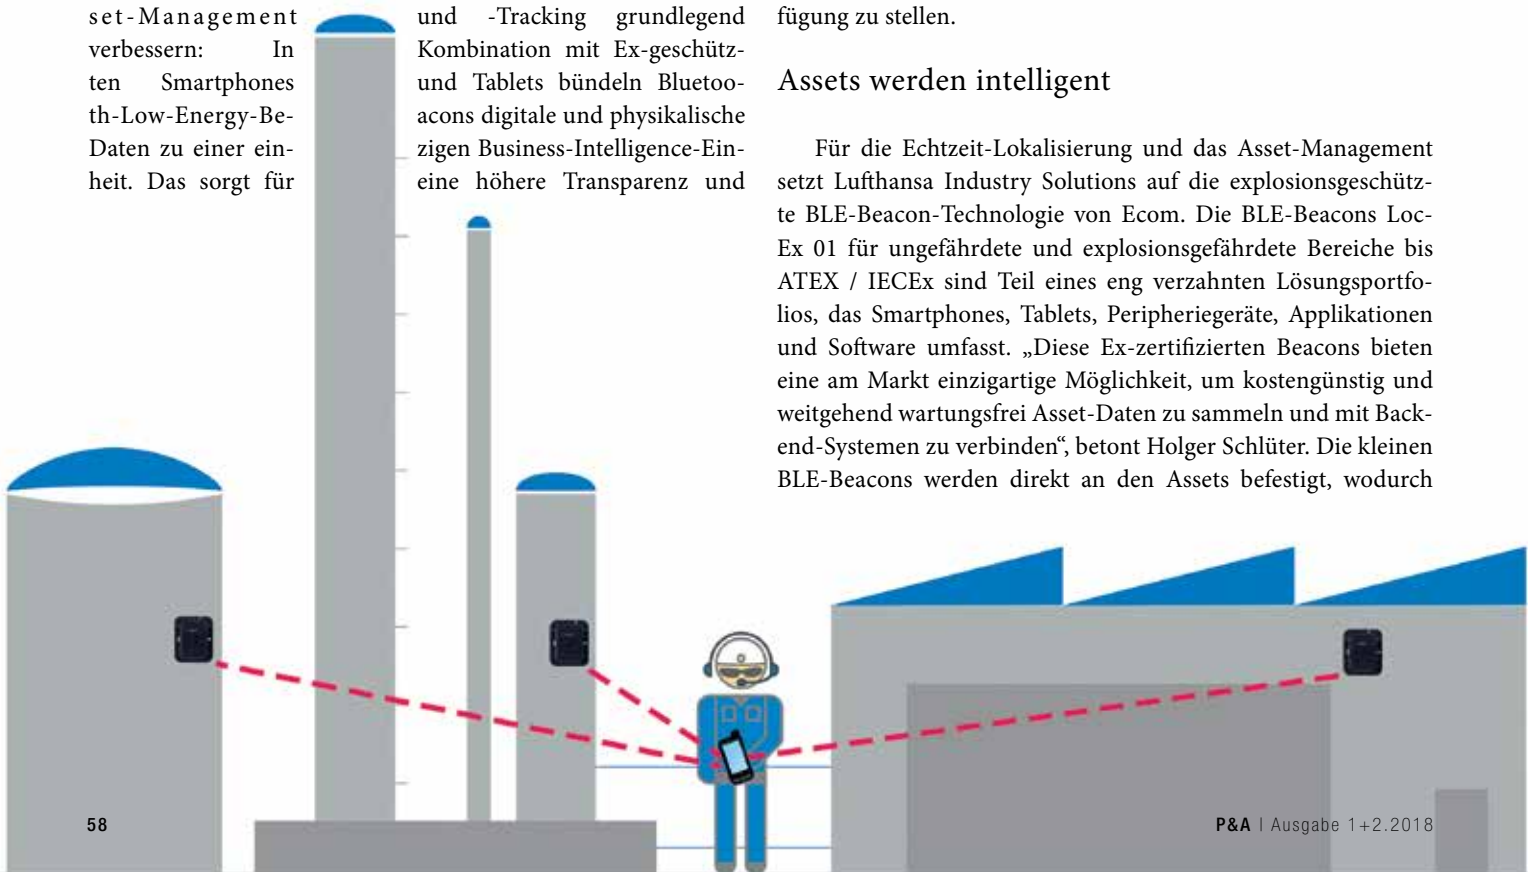 set-Management und -Tracking grundlegend
verbessern: In Kombination mit Ex-geschütz-
ten Smartphones und Tablets bündeln Bluetoo-
th-Low-Energy-Be- acons digitale und physikalische
Daten zu einer ein- zigen Business-Intelligence-Ein-
heit. Das sorgt für eine höhere Transparenz und
fügung zu stellen.
Assets werden intelligent
Für die Echtzeit-Lokalisierung und das Asset-Management
setzt Lufthansa Industry Solutions auf die explosionsgeschütz-
te BLE-Beacon-Technologie von Ecom. Die BLE-Beacons Loc-
Ex 01 für ungefährdete und explosionsgefährdete Bereiche bis
ATEX / IECEx sind Teil eines eng verzahnten Lösungsportfo-
lios, das Smartphones, Tablets, Peripheriegeräte, Applikationen
und Software umfasst. „Diese Ex-zertifizierten Beacons bieten
eine am Markt einzigartige Möglichkeit, um kostengünstig und
weitgehend wartungsfrei Asset-Daten zu sammeln und mit Back-
end-Systemen zu verbinden“, betont Holger Schlüter. Die kleinen
BLE-Beacons werden direkt an den Assets befestigt, wodurch
58
P&A | Ausgabe 1+2.2018